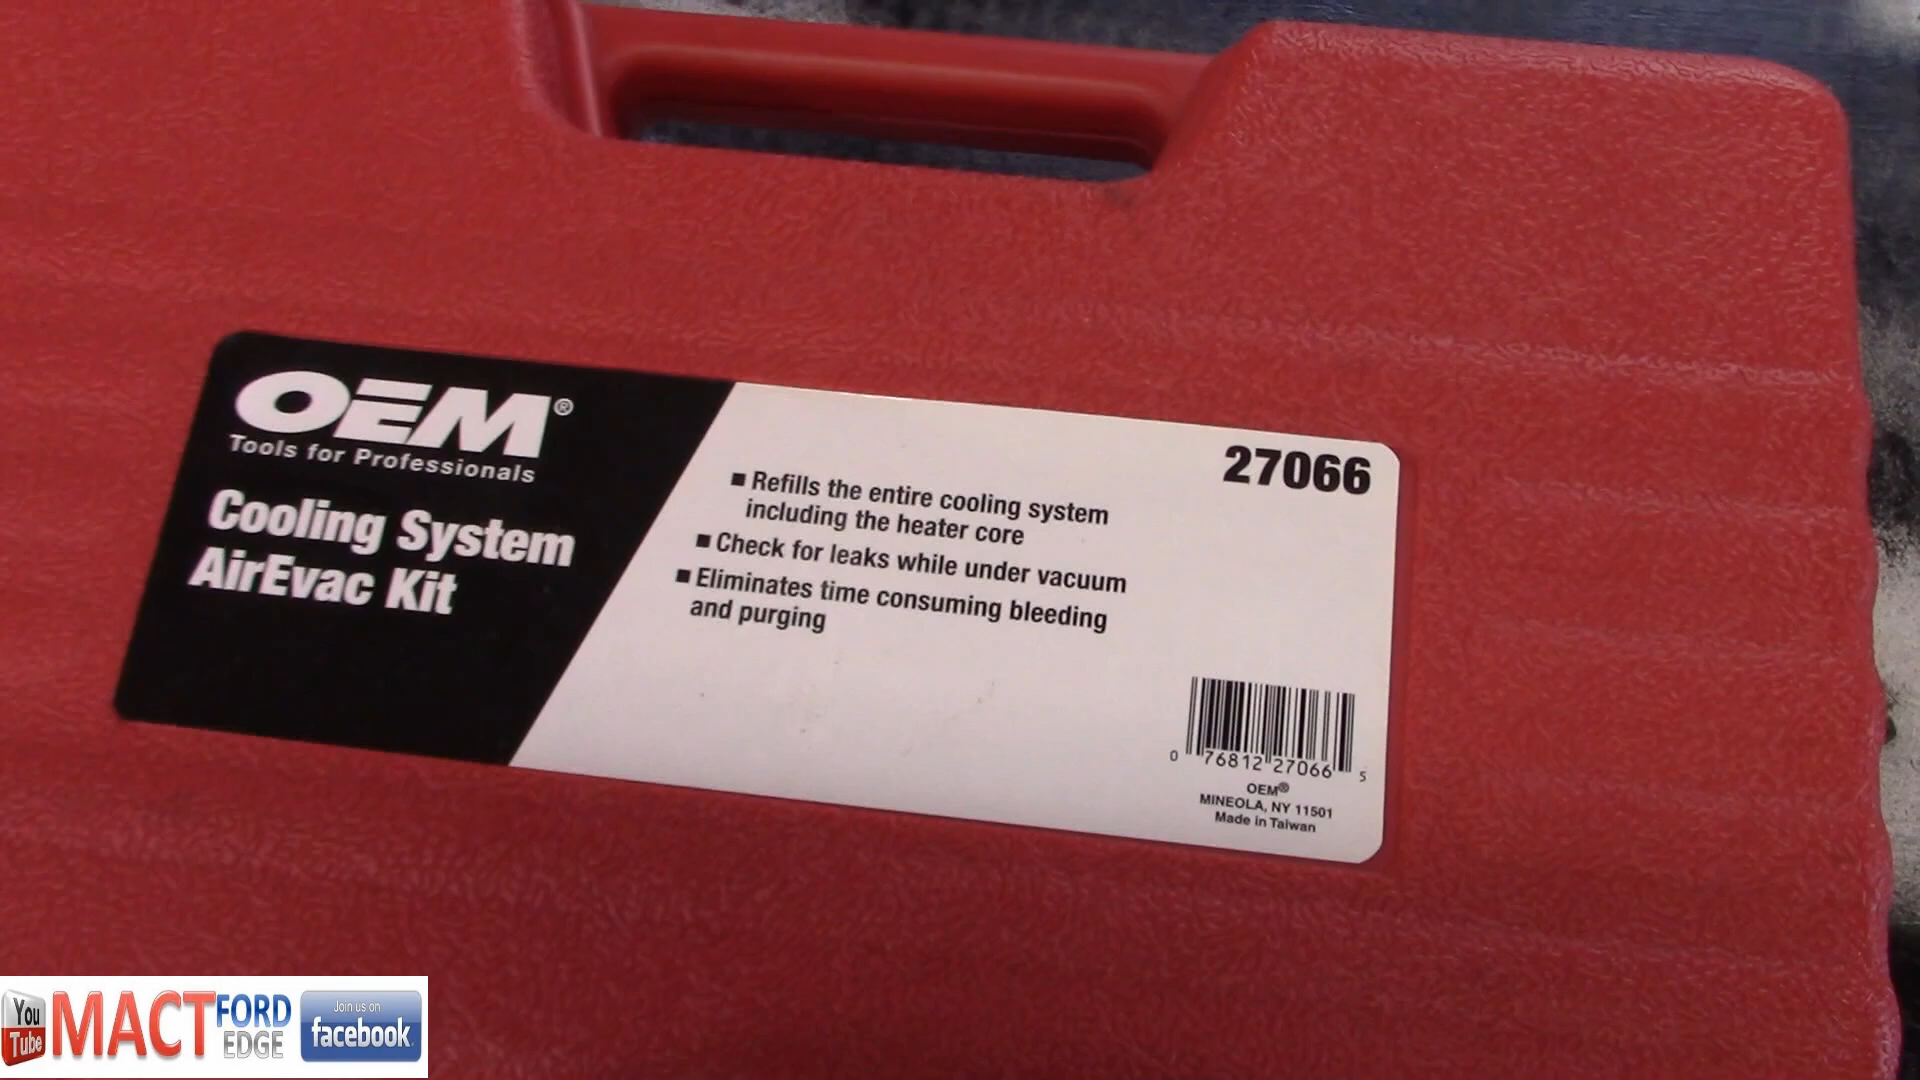 OEM®
Tools for Professionals
Cooling System
AirEvac Kit
27066
■ Refills the entire cooling system
including the heater core
■ Check for leaks while under vacuum
■ Eliminates time consuming bleeding
and purging
0 76812 27066 5
OEM®
MINEOLA, NY 11501
Made in Taiwan
You
Tube
MACT
FORD
EDGE
Join us on
facebook